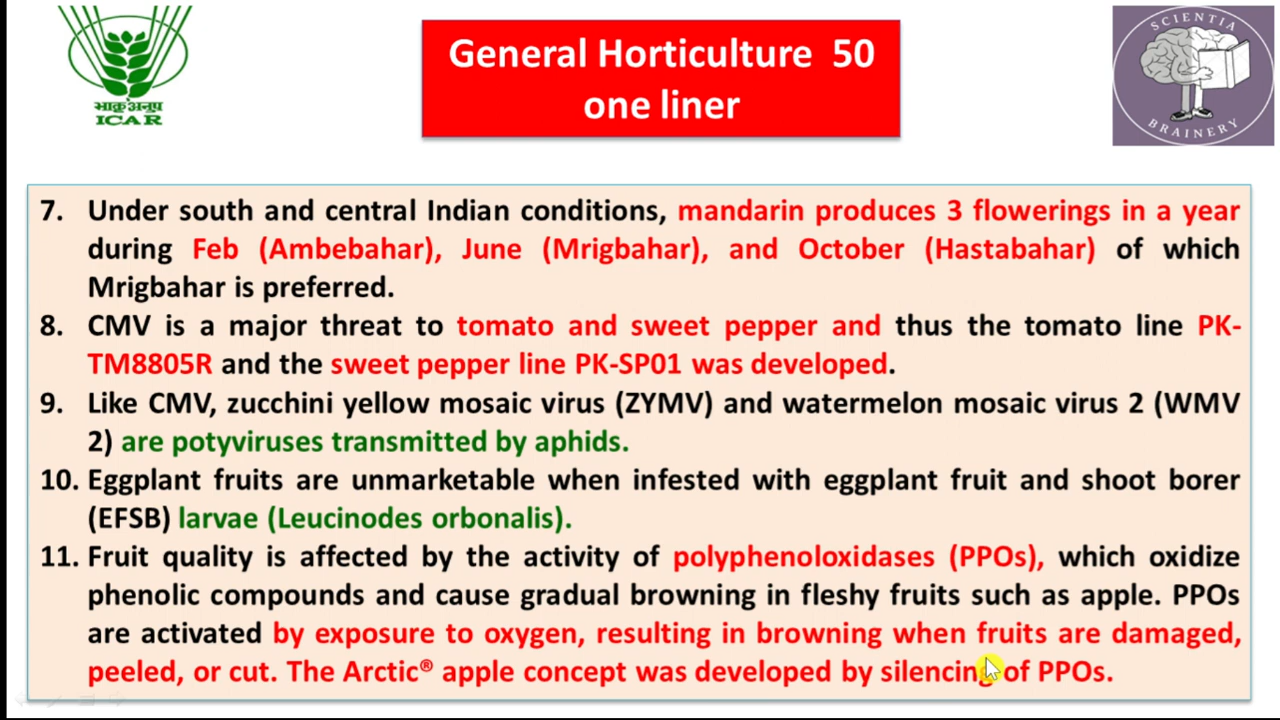 भाकृअनुप
ICAR
General Horticulture 50
one liner
SCIENTIA
BRAINERY
7. Under south and central Indian conditions, mandarin produces 3 flowerings in a year
during Feb (Ambebahar), June (Mrigbahar), and October (Hastabahar) of which
Mrigbahar is preferred.
8. CMV is a major threat to tomato and sweet pepper and thus the tomato line PK-
TM8805R and the sweet pepper line PK-SP01 was developed.
9. Like CMV, zucchini yellow mosaic virus (ZYMV) and watermelon mosaic virus 2 (WMV
2) are potyviruses transmitted by aphids.
10. Eggplant fruits are unmarketable when infested with eggplant fruit and shoot borer
(EFSB) larvae (Leucinodes orbonalis).
11. Fruit quality is affected by the activity of polyphenoloxidases (PPOs), which oxidize
phenolic compounds and cause gradual browning in fleshy fruits such as apple. PPOs
are activated by exposure to oxygen, resulting in browning when fruits are damaged,
peeled, or cut. The Arctic® apple concept was developed by silencing of PPOs.